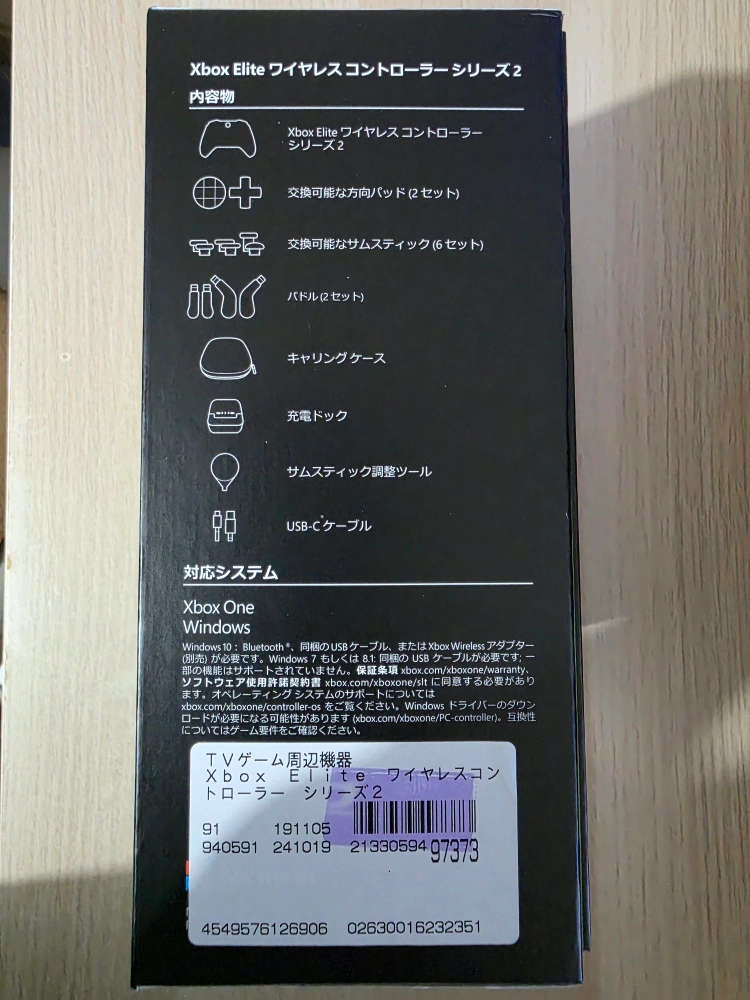 Xbox Elite ワイヤレス コントローラー シリーズ 2
内容物
Xbox Elite ワイヤレス コントローラー
シリーズ 2
交換可能な方向パッド (2 セット)
交換可能なサムスティック (6 セット)
パドル (2 セット)
キャリング ケース
充電ドック
サムスティック調整ツール
USB-C ケーブル
対応システム
Xbox One
Windows
Windows 10 : Bluetooth®、同梱の USB ケーブル、または Xbox Wireless アダプター
(別売) が必要です。Windows 7 もしくは 8.1: 同梱の USB ケーブルが必要です; 一
部の機能はサポートされていません。保証条項 xbox.com/xboxone/warranty、
ソフトウェア使用許諾契約書 xbox.com/xboxone/slt に同意する必要があり
ます。オペレーティング システムのサポートについては
xbox.com/xboxone/controller-os をご覧ください。Windows ドライバーのダウン
ロードが必要になる可能性があります (xbox.com/xboxone/PC-controller)。互換性
についてはゲーム要件をご確認ください。
TVゲーム周辺機器
Xbox Elite ワイヤレスコン
トローラー シリーズ2
91 191105
940591 241019 21330594 97373
4549576126906 02630016232351